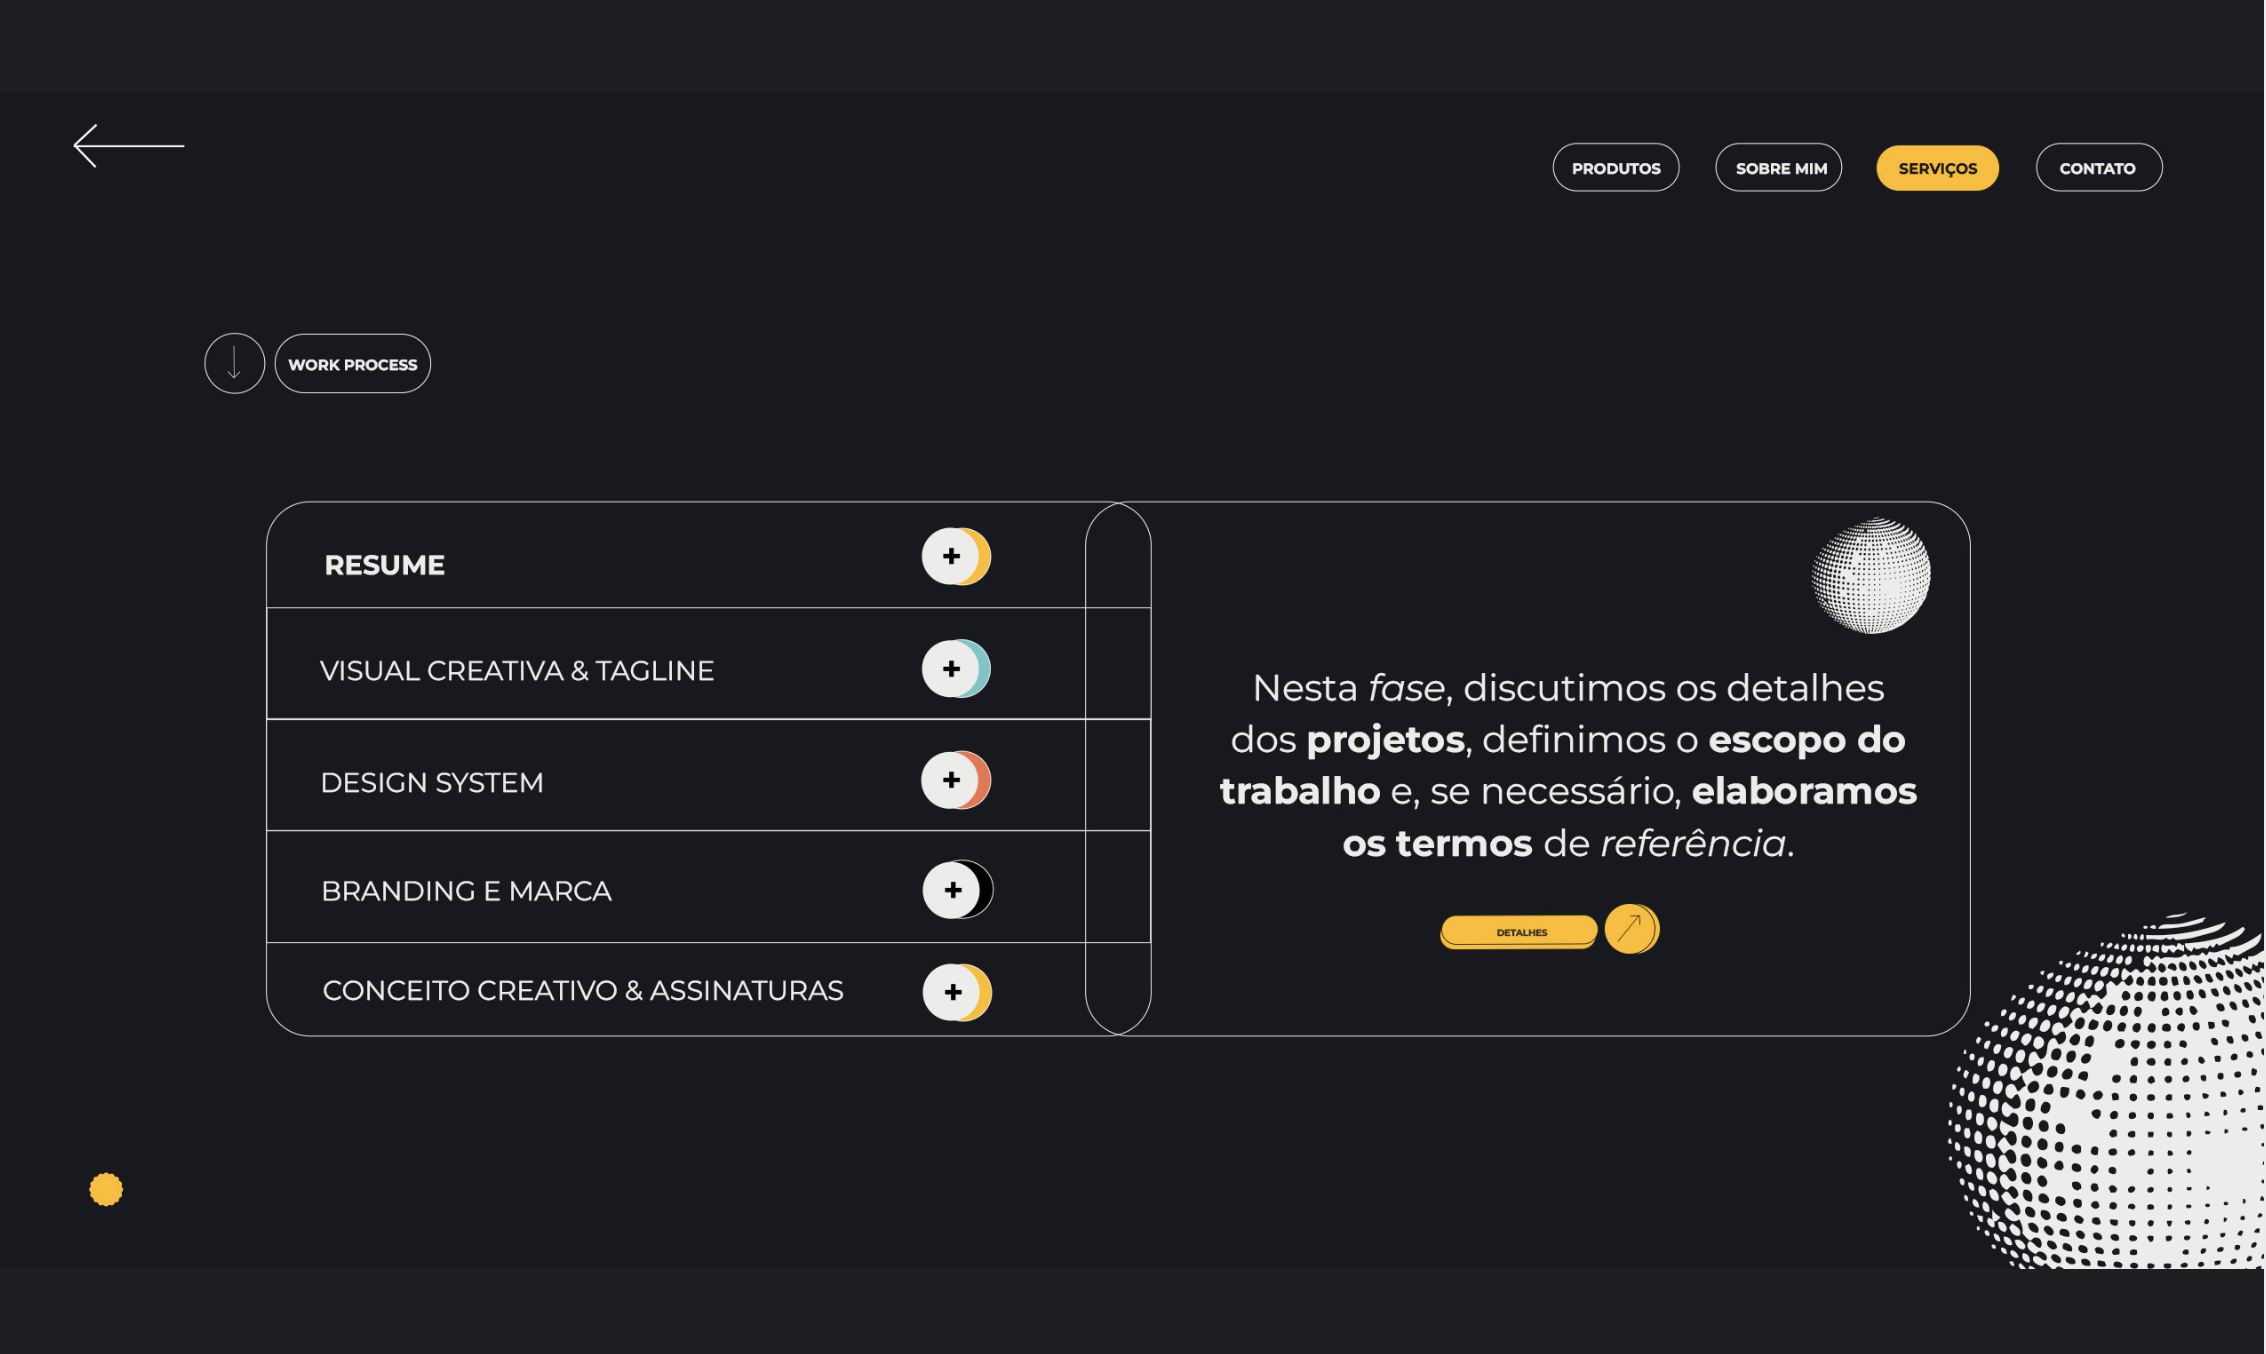 PRODUTOS
SOBRE MIM
SERVIÇOS
CONTATO
WORK PROCESS
RESUME
+
VISUAL CREATIVA & TAGLINE
+
DESIGN SYSTEM
+
BRANDING E MARCA
+
CONCEITO CREATIVO & ASSINATURAS
+
Nesta fase, discutimos os detalhes
dos projetos, definimos o escopo do
trabalho e, se necessário, elaboramos
os termos de referência.
DETALHES